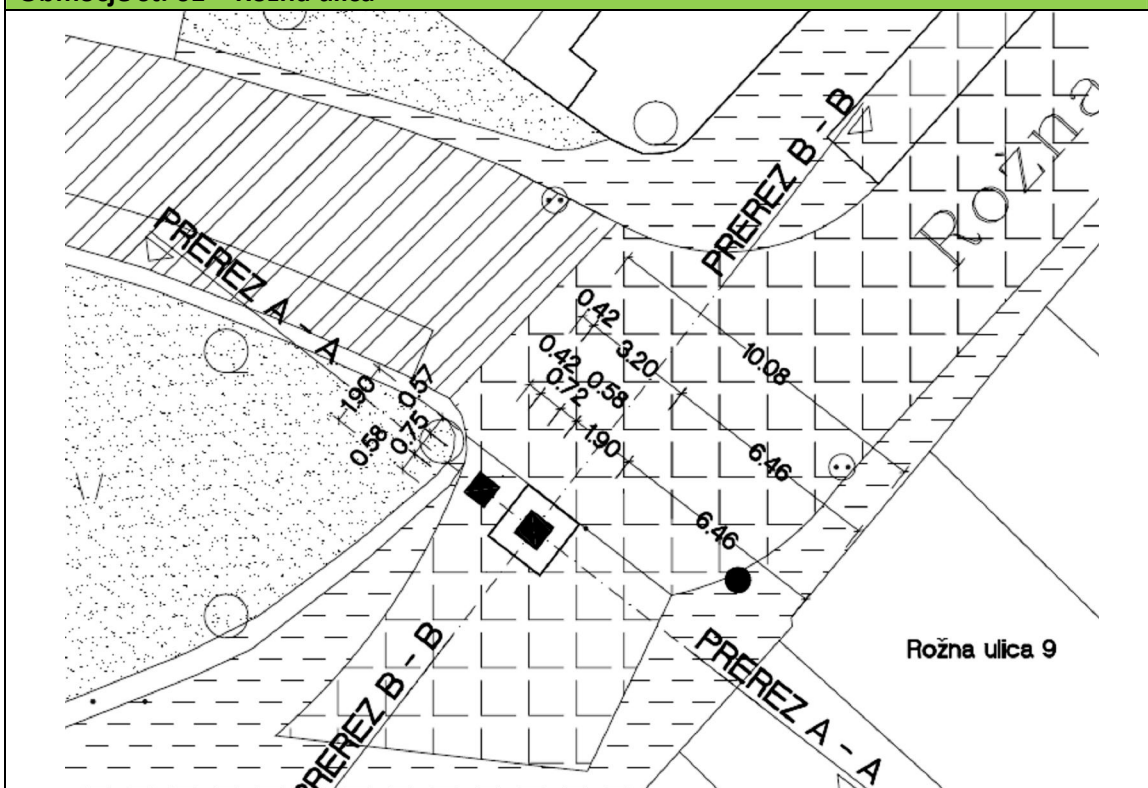 PREREZ B - B
Rožna
PREREZ A - A
0.42
3.20
10.08
0.42
0.58
0.72
1.90
0.57
1.90
0.58
0.75
6.46
6.46
Rožna ulica 9
PREREZ B - B
PREREZ A - A